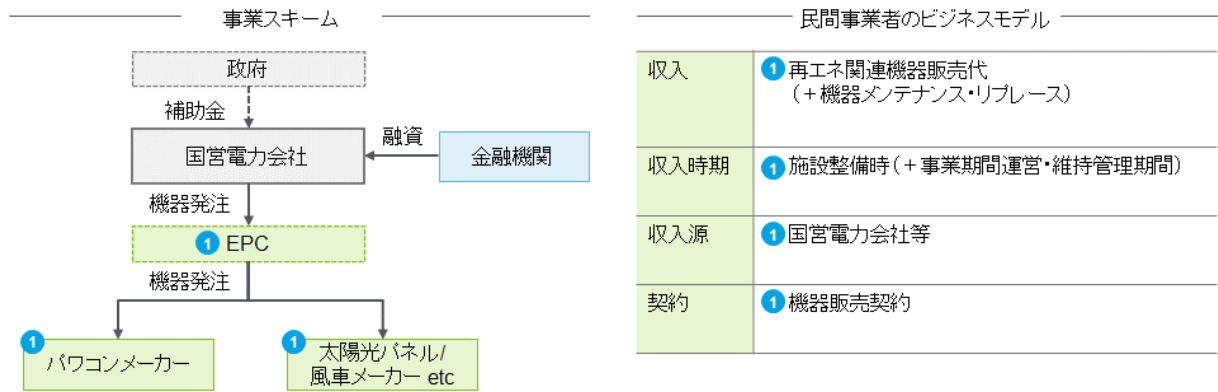 事業スキーム
政府
補助金
国営電力会社
融資
金融機関
機器発注
1 EPC
機器発注
1
パワコンメーカー
1
太陽光パネル/
風車メーカー etc
民間事業者のビジネスモデル
収入
1 再エネ関連機器販売代
(+機器メンテナンス・リプレース)
収入時期
1 施設整備時(+事業期間運営・維持管理期間)
収入源
1 国営電力会社等
契約
1 機器販売契約